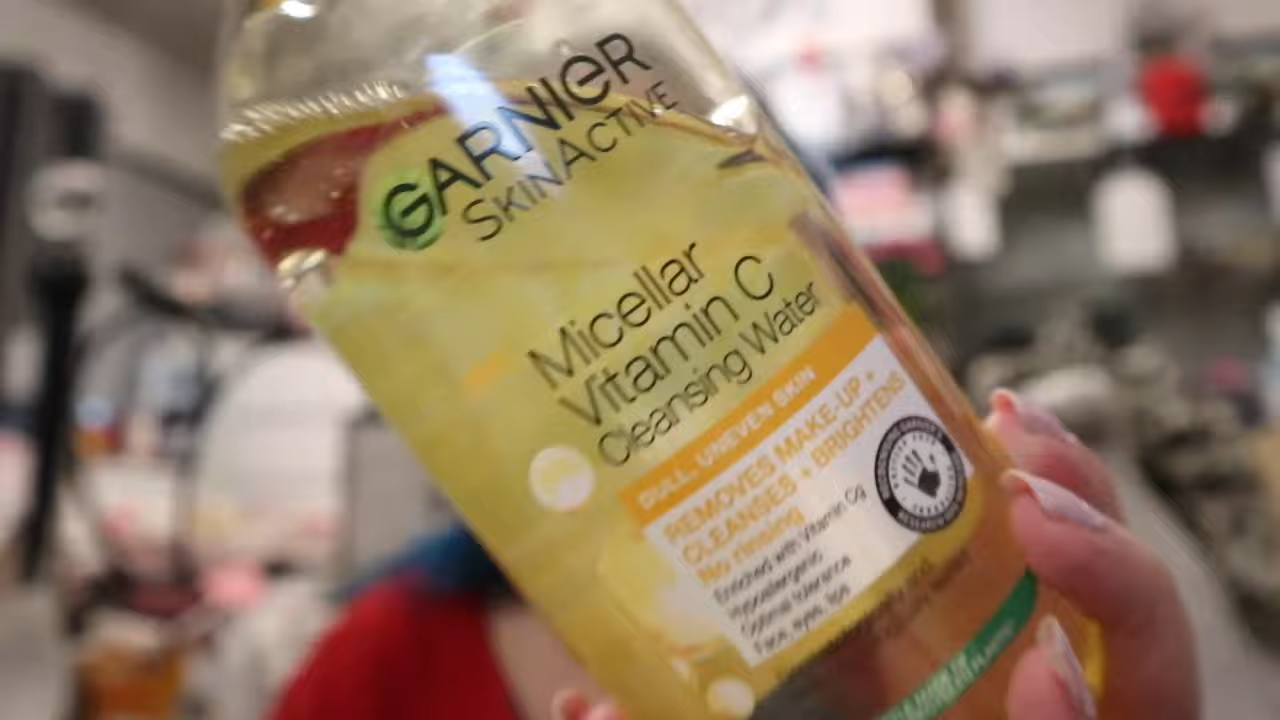 GARNIER
SKINACTIVE
Micellar
Vitamin C
Cleansing Water
DULL, UNEVEN SKIN
REMOVES MAKE-UP +
CLEANSES + BRIGHTENS
No rinsing
Enriched with Vitamin Cg
Hypoallergenic
Optimal tolerance
Face, eyes, lips